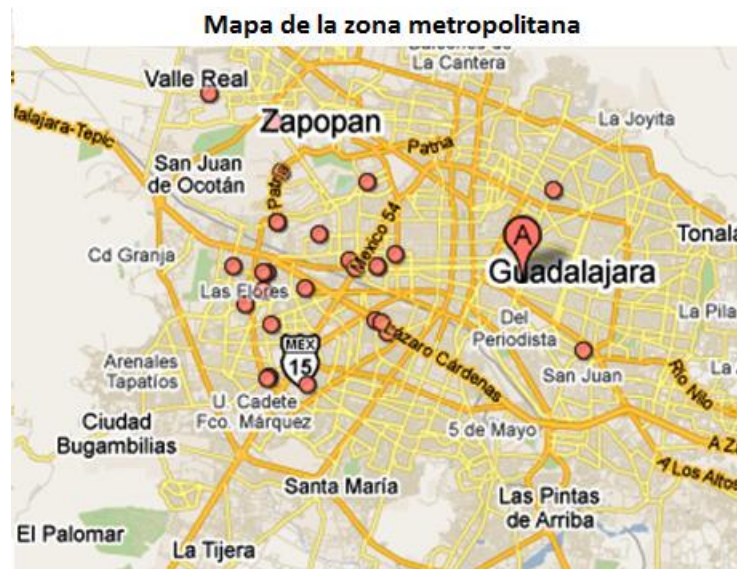 Mapa de la zona metropolitana
La Cantera
Valle Real
Zapopan
La Joyita
alajara-Tepic
Patria
San Juan
de Ocotán
Patria
Mexico 54
Tonala
Cd Granja
A
Guadalajara
Las Flores
La Pila
Del
Periodista
MEX
15
Lázaro Cárdenas
Arenales
Tapatíos
San Juan
Río Nilo
U. Cadete
Fco. Márquez
Ciudad
Bugambilias
5 de Mayo
A Los Altos
Santa María
Las Pintas
de Arriba
El Palomar
La Tijera